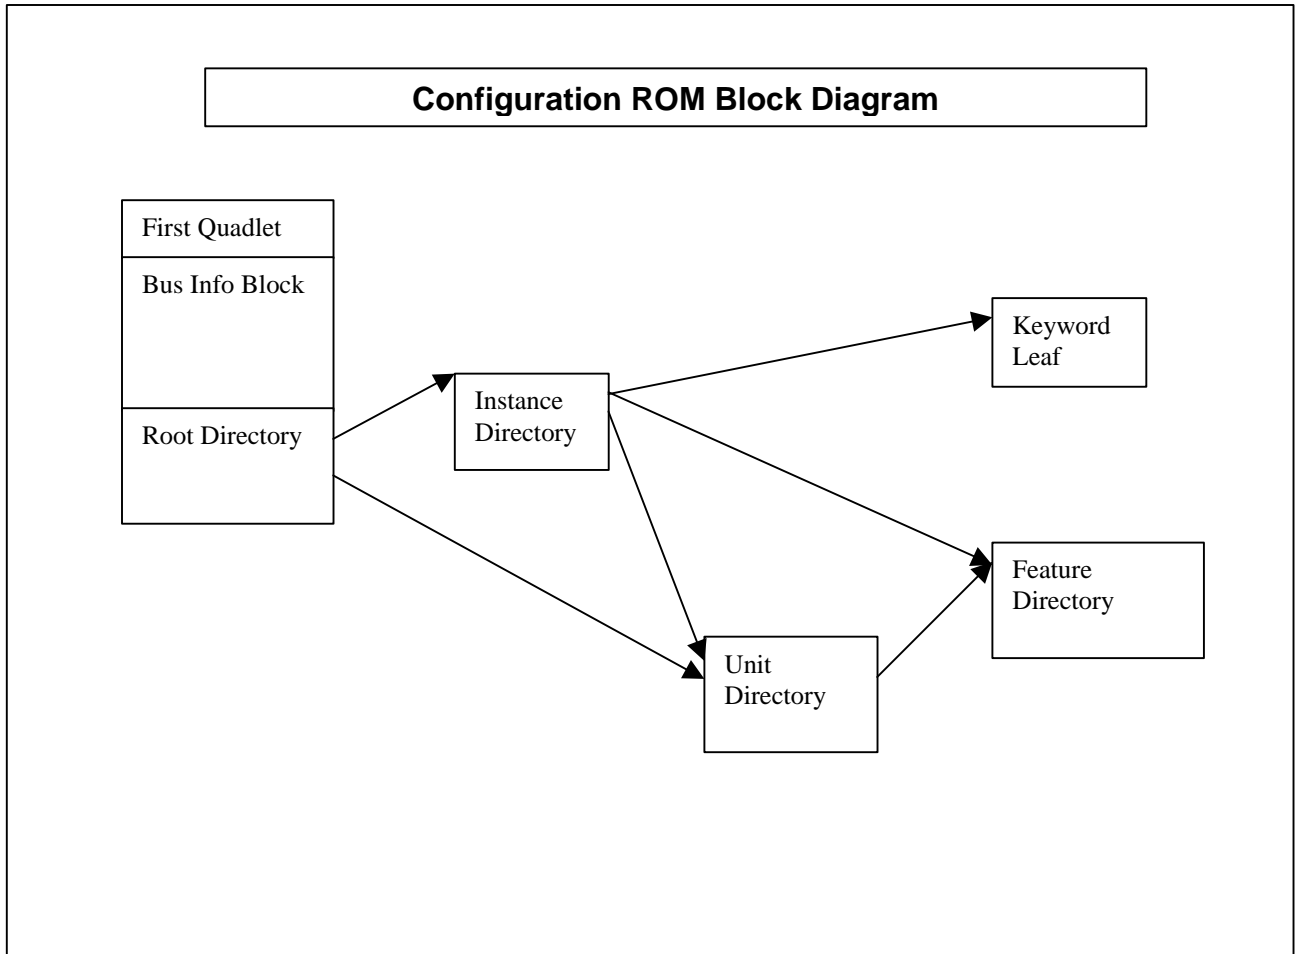 Configuration ROM Block Diagram
First Quadlet
Bus Info Block
Root Directory
Instance
Directory
Keyword
Leaf
Feature
Directory
Unit
Directory